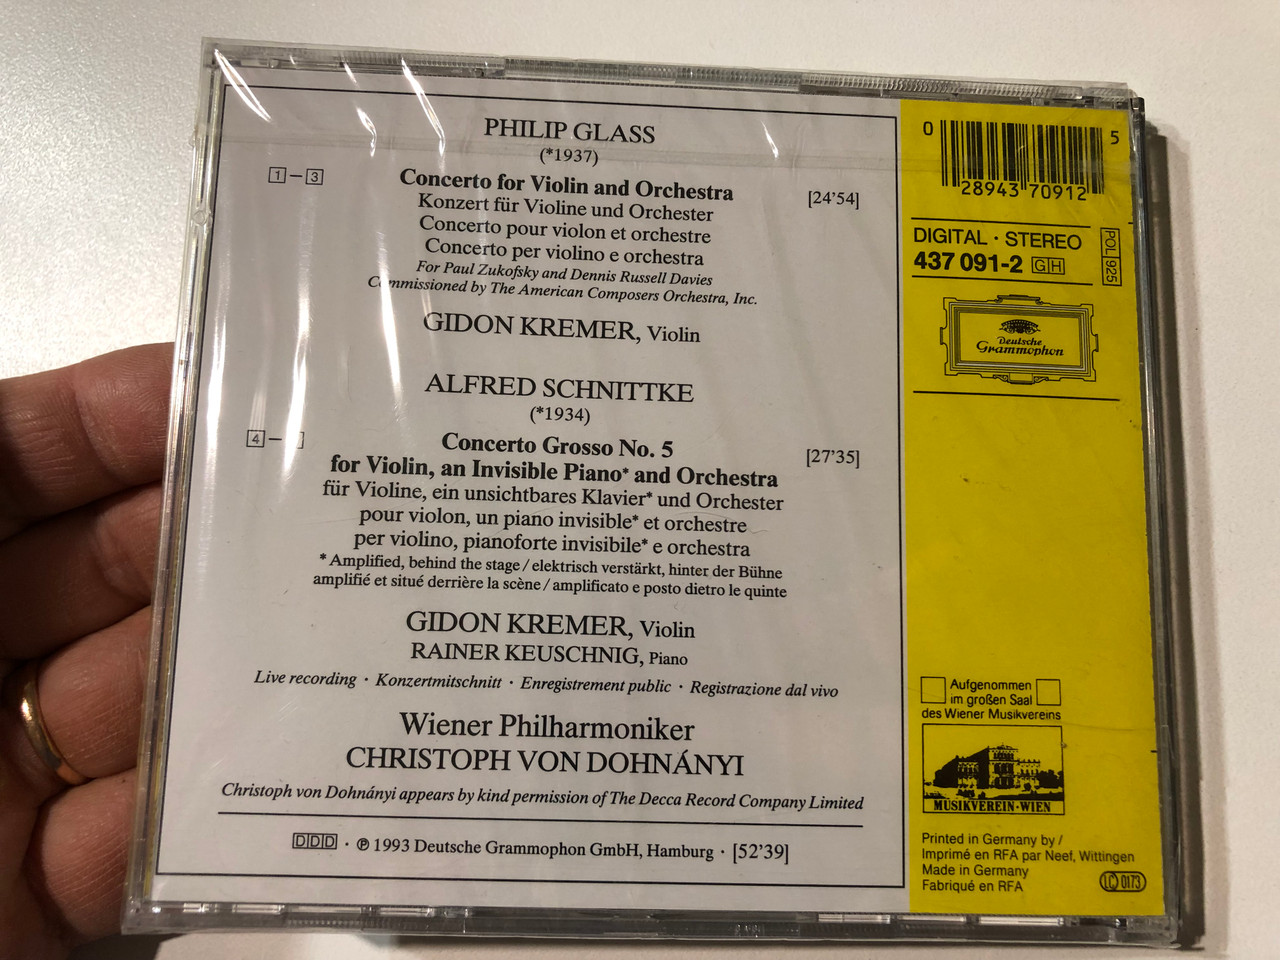 PHILIP GLASS
(*1937)
1 – 3 Concerto for Violin and Orchestra [24'54]
Konzert für Violine und Orchester
Concerto pour violon et orchestre
Concerto per violino e orchestra
For Paul Zukofsky and Dennis Russell Davies
Commissioned by The American Composers Orchestra, Inc.
GIDON KREMER, Violin
ALFRED SCHNITTKE
(*1934)
4 –
Concerto Grosso No. 5 [27'35]
for Violin, an Invisible Piano* and Orchestra
für Violine, ein unsichtbares Klavier* und Orchester
pour violon, un piano invisible* et orchestre
per violino, pianoforte invisibile* e orchestra
* Amplified, behind the stage / elektrisch verstärkt, hinter der Bühne
amplifié et situé derrière la scène / amplificato e posto dietro le quinte
GIDON KREMER, Violin
RAINER KEUSCHNIG, Piano
Live recording · Konzertmitschnitt · Enregistrement public · Registrazione dal vivo
Wiener Philharmoniker
CHRISTOPH VON DOHNÁNYI
Christoph von Dohnányi appears by kind permission of The Decca Record Company Limited
DDD · ℗ 1993 Deutsche Grammophon GmbH, Hamburg · [52'39]
0 28943 70912 5
DIGITAL · STEREO
437 091-2 GH
POL 925
Deutsche
Grammophon
Aufgenommen
im großen Saal
des Wiener Musikvereins
MUSIKVEREIN · WIEN
Printed in Germany by /
Imprimé en RFA par Neef, Wittingen
Made in Germany
Fabriqué en RFA
LC 0173